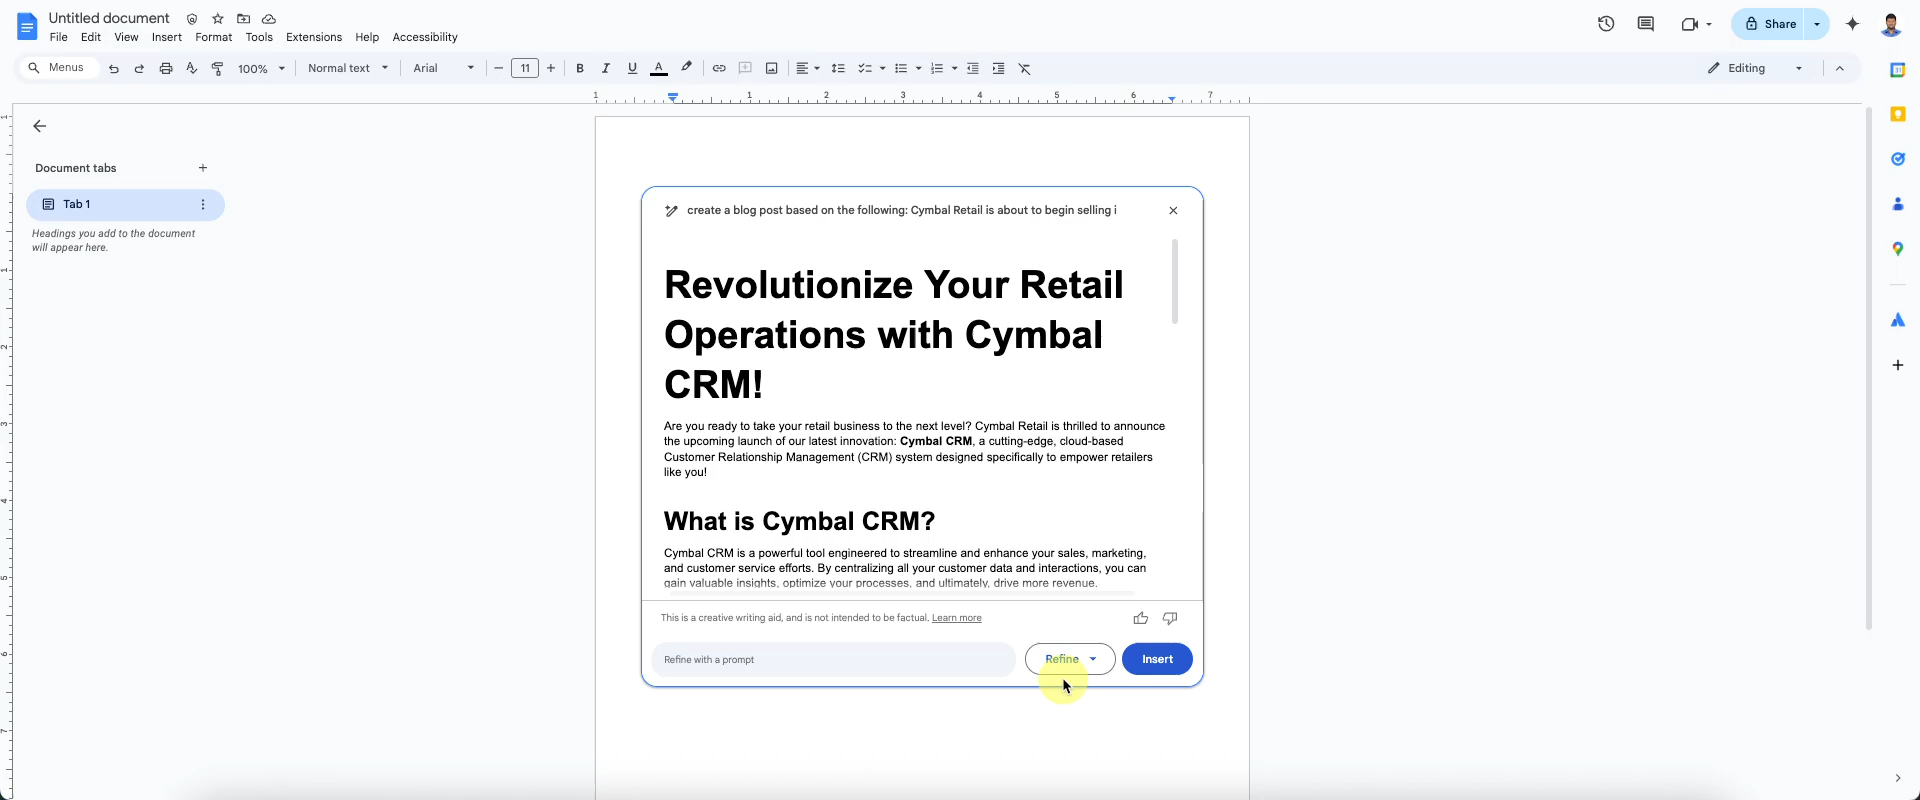 Untitled document
File Edit View Insert Format Tools Extensions Help Accessibility
Share
Menus 100% Normal text Arial 11 Editing
1 1 2 3 4 5 6 7
Document tabs
Tab 1
Headings you add to the document
will appear here.
create a blog post based on the following: Cymbal Retail is about to begin selling i
Revolutionize Your Retail
Operations with Cymbal
CRM!
Are you ready to take your retail business to the next level? Cymbal Retail is thrilled to announce
the upcoming launch of our latest innovation: Cymbal CRM, a cutting-edge, cloud-based
Customer Relationship Management (CRM) system designed specifically to empower retailers
like you!
What is Cymbal CRM?
Cymbal CRM is a powerful tool engineered to streamline and enhance your sales, marketing,
and customer service efforts. By centralizing all your customer data and interactions, you can
gain valuable insights, optimize your processes, and ultimately, drive more revenue.
This is a creative writing aid, and is not intended to be factual. Learn more
Refine with a prompt
Refine
Insert